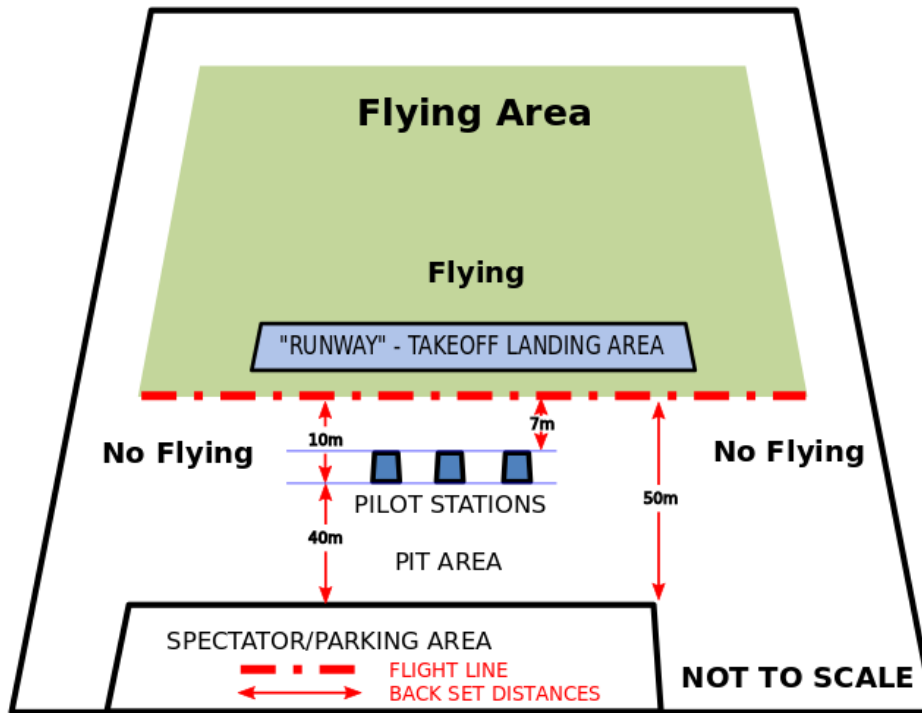 Flying Area
Flying
"RUNWAY" - TAKEOFF LANDING AREA
7m
10m
No Flying
No Flying
50m
PILOT STATIONS
40m
PIT AREA
SPECTATOR/PARKING AREA
FLIGHT LINE
NOT TO SCALE
BACK SET DISTANCES